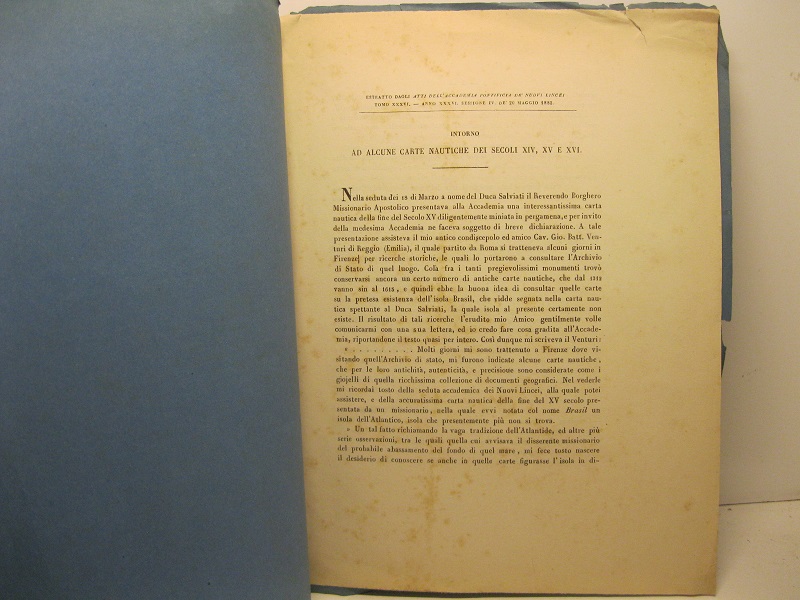 ESTRATTO DAGLI ATTI DELL'ACCADEMIA PONTIFICIA DE' NUOVI LINCEI
TOMO XXXVI. — ANNO XXXVI. SESSIONE IV. DE' 20 MAGGIO
INTORNO
AD ALCUNE CARTE NAUTICHE DEI SECOLI XIV, XV E XVI.
Nella seduta dei 18 di Marzo a nome del Duca Salviati il Reverendo Borghero
Missionario Apostolico presentava alla Accademia una interessantissima carta
nautica della fine del Secolo XV diligentemente miniata in pergamena, e per invito
della medesima Accademia ne faceva soggetto di breve dichiarazione. A tale
presentazione assisteva il mio antico condiscepolo ed amico Cav. Gio. Batt. Ven-
turi di Reggio (Emilia), il quale partito da Roma si tratteneva alcuni giorni in
Firenze per ricerche storiche, le quali lo portarono a consultare l'Archivio
di Stato di quel luogo. Colà fra i tanti pregievolissimi monumenti trovò
conservarsi ancora un certo numero di antiche carte nautiche, che dal
vanno sin al 1615, e quindi ebbe la buona idea di consultar quelle carte
su la pretesa esistenza dell'isola Brasil, che vidde segnata nella carta nau-
tica spettante al Duca Salviati, la quale isola al presente certamente non
esiste. Il risultato di tali ricerche l'erudito mio Amico gentilmente volle
comunicarmi con una sua lettera, ed io credo fare cosa gradita all'Accade-
mia, riportandone il testo quasi per intero. Così dunque mi scriveva il Venturi:
« . . . . . . . . . Molti giorni mi sono trattenuto a Firenze dove vi-
sitando quell'Archivio di stato, mi furono indicate alcune carte nautiche,
che per le loro antichità, autenticità, e precisione sono considerate come i
giojelli di quella ricchissima collezione di documenti geografici. Nel vederle
mi ricordai tosto della seduta accademica dei Nuovi Lincei, alla quale potei
assistere, e della accuratissima carta nautica della fine del XV secolo pre-
sentata da un missionario, nella quale evvi notata col nome Brasil un
isola dell'Atlantico, isola che presentemente più non si trova.
» Un tal fatto richiamando la vaga tradizione dell'Atlantide, ed altre più
serie osservazioni, tra le quali quella cui avvisava il disserente missionario
del probabile abassamento del fondo di quel mare, mi fece tosto nascere
il desiderio di conoscere se anche in quelle carte figurasse l'isola in di-